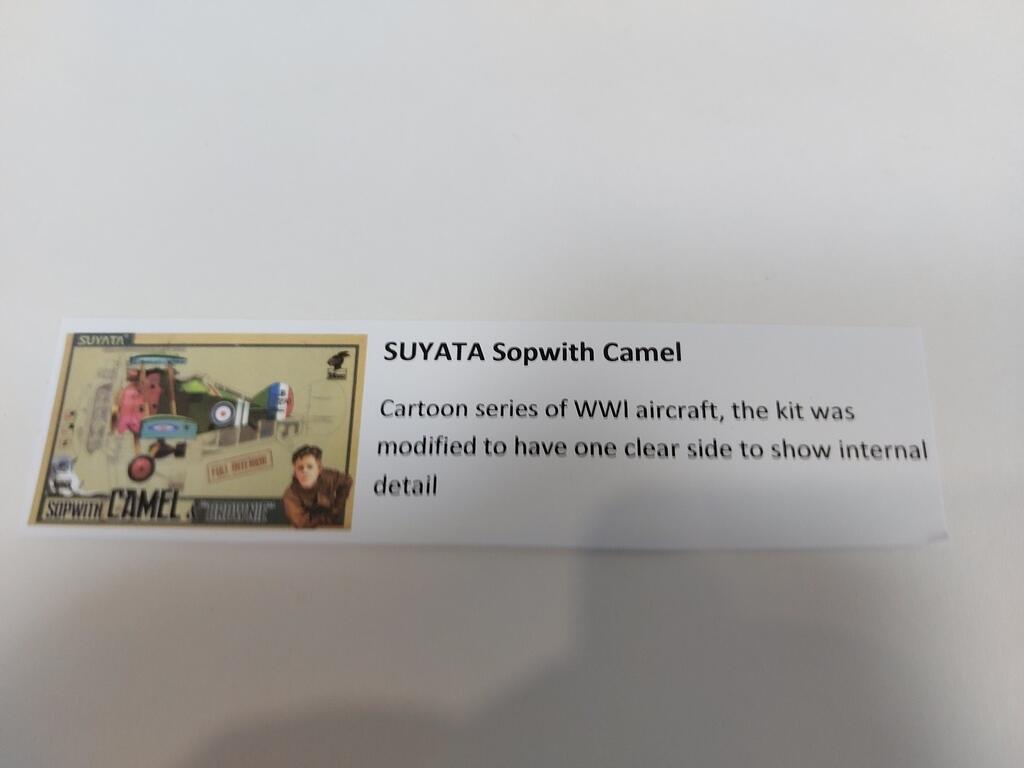 SUYATA
SOPWITH CAMEL &
"BROWNIE"
FULL INTERIOR
SUYATA Sopwith Camel
Cartoon series of WWI aircraft, the kit was
modified to have one clear side to show internal
detail